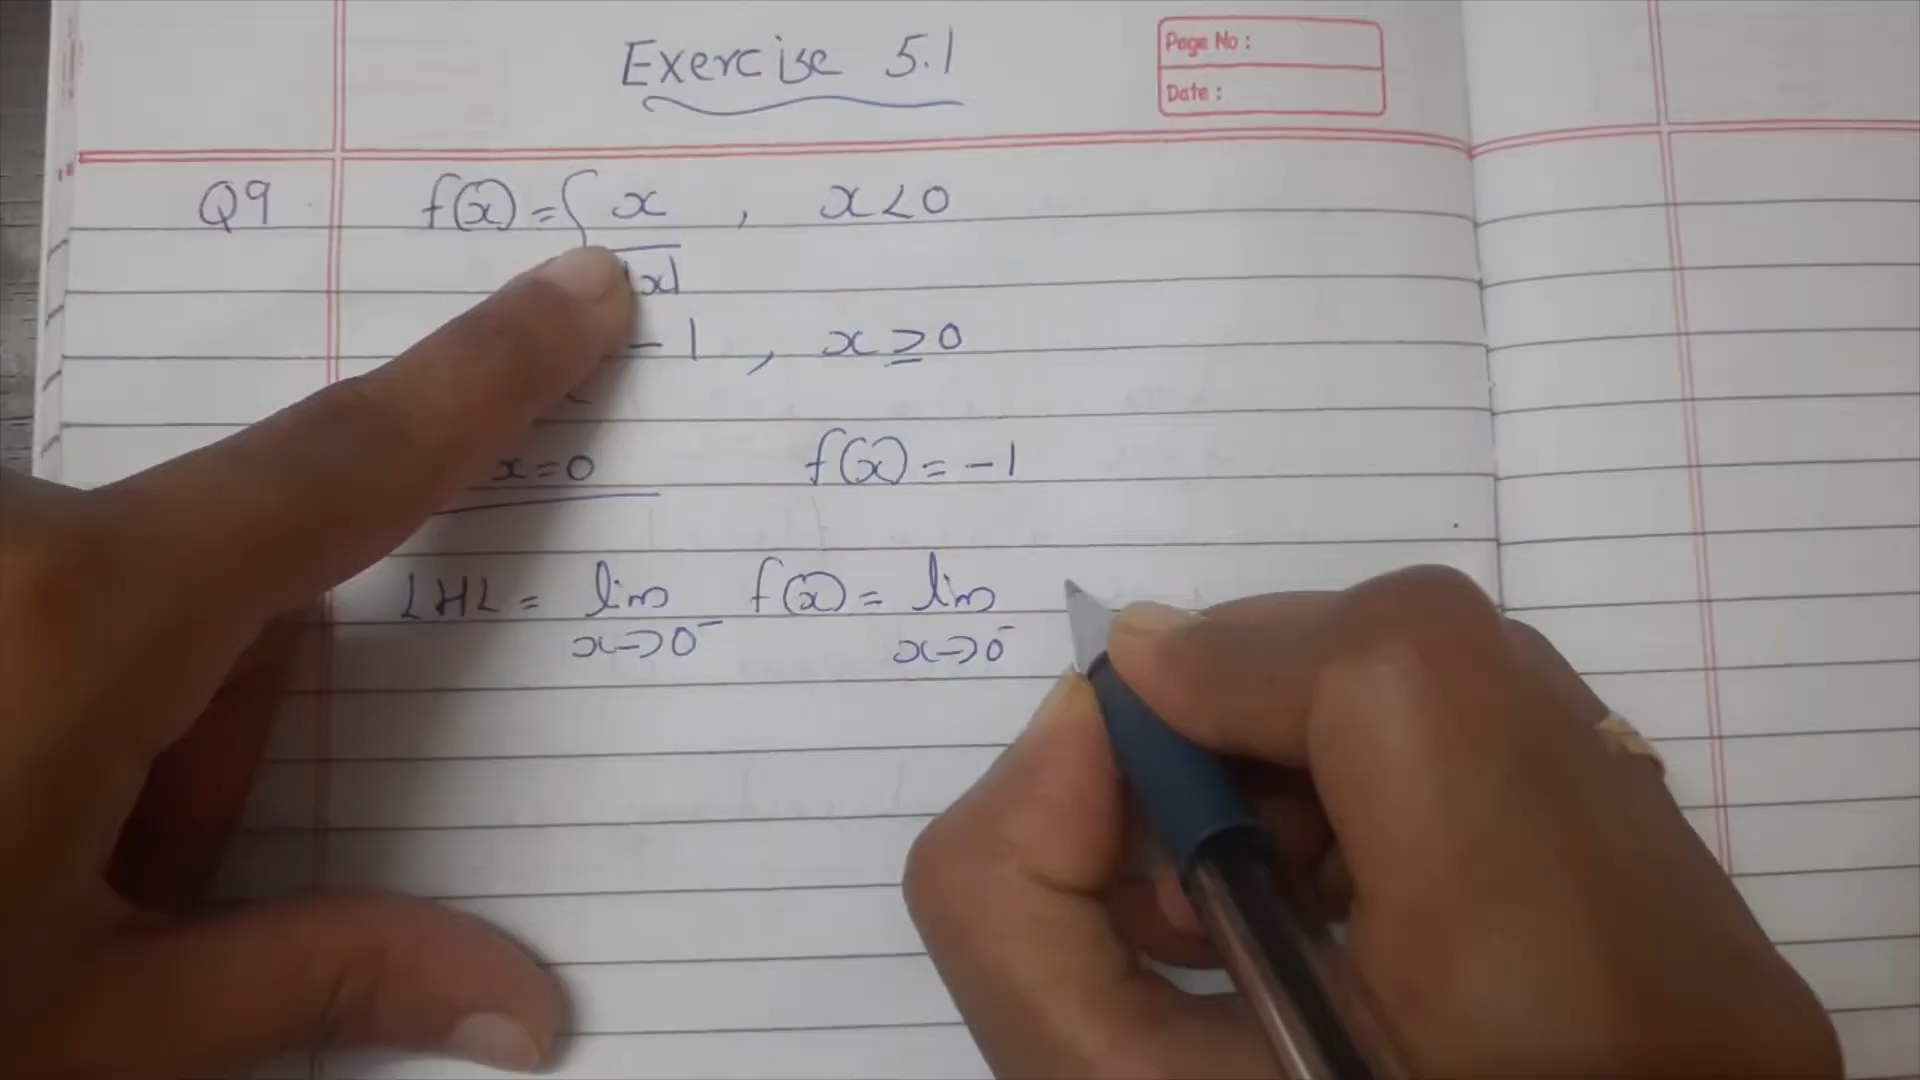 Exercise 5.1
Page No :
Date :
Q9 f(x) = { x , x < 0
|x|
- 1 , x ≥ 0
x = 0 f(x) = -1
LHL = lim f(x) = lim
x→0⁻ x→0⁻